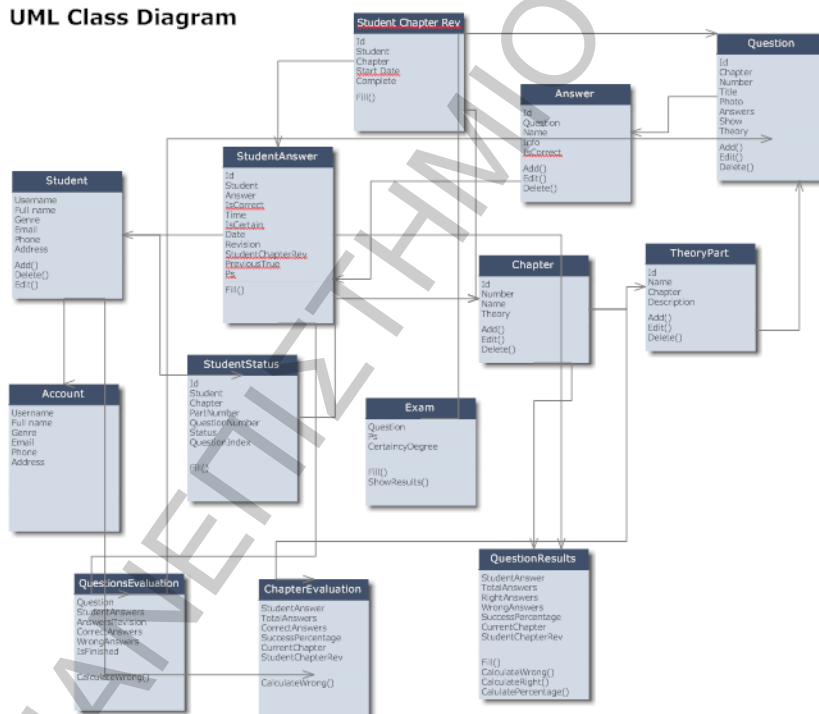 UML Class Diagram
Student Chapter Rev
Id
Student
Chapter
Start Date
Complete
Fill()
Question
Id
Chapter
Number
Title
Photo
Answers
Show
Theory
Add()
Edit()
Delete()
Answer
Id
Question
Name
Info
IsCorrect
Add()
Edit()
Delete()
StudentAnswer
Id
Student
Answer
IsCorrect
Time
IsCertain
Date
Revision
StudentChapterRev
PreviousTrue
Ps
Fill()
Student
Username
Full name
Genre
Email
Phone
Address
Add()
Delete()
Edit()
Chapter
Id
Number
Name
Theory
Add()
Edit()
Delete()
TheoryPart
Id
Name
Chapter
Description
Add()
Edit()
Delete()
StudentStatus
Id
Student
Chapter
PartNumber
QuestionNumber
Status
QuestionIndex
Fill()
Account
Username
Full name
Genre
Email
Phone
Address
Exam
Question
Ps
CertaincyDegree
Fill()
ShowResults()
QuestionsEvaluation
Question
StudentAnswers
AnswersRevision
CorrectAnswers
WrongAnswers
IsFinished
CalculateWrong()
ChapterEvaluation
StudentAnswer
TotalAnswers
CorrectAnswers
SuccessPercentage
CurrentChapter
StudentChapterRev
CalculateWrong()
QuestionResults
StudentAnswer
TotalAnswers
RightAnswers
WrongAnswers
SuccessPercentage
CurrentChapter
StudentChapterRev
Fill()
CalculateWrong()
CalculateRight()
CalulatePercentage()
ΠΑΝΕΠΙΣΤΗΜΙΟ